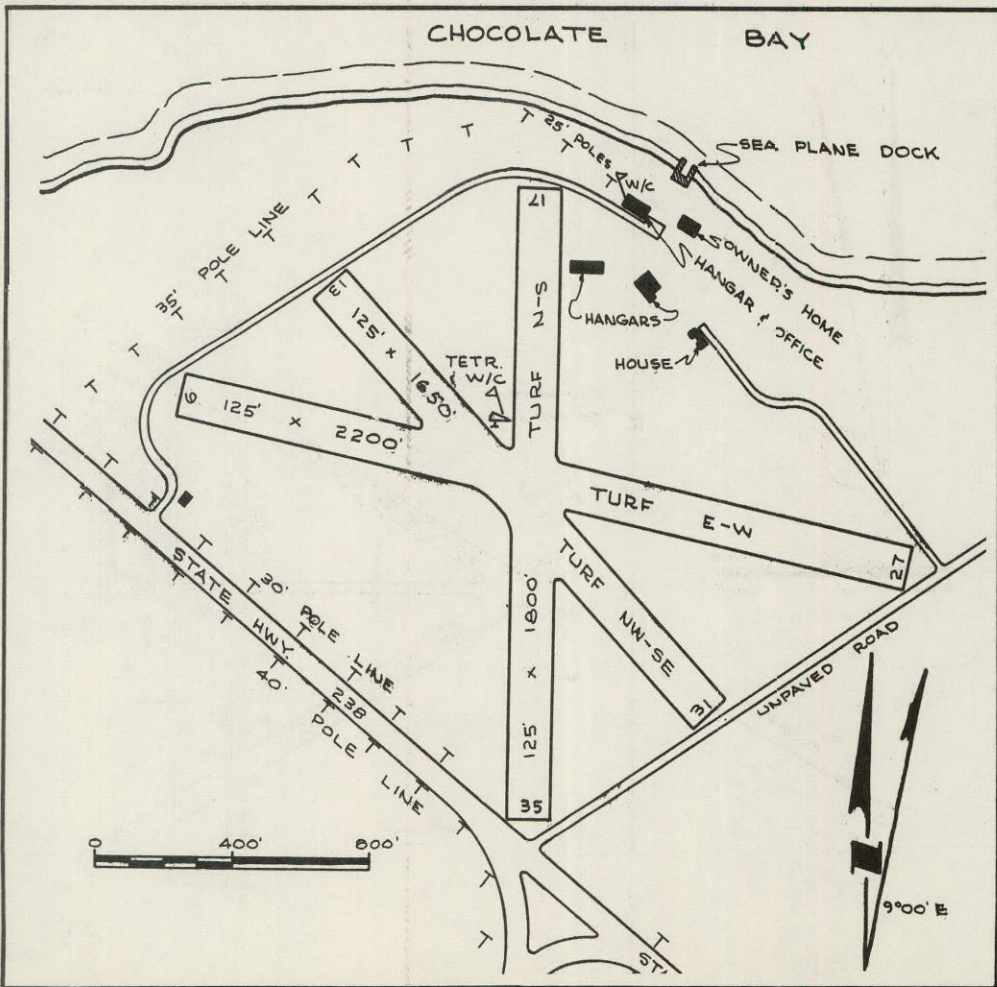 CHOCOLATE BAY
SEA PLANE DOCK
25' POLES
W/C
OWNER'S HOME
HANGAR & OFFICE
HANGARS
HOUSE
35' POLE LINE
17
N-S
TURF
13
125' x 1650'
TETR. & W/C
9
125' x 2200'
TURF E-W
27
TURF NW-SE
31
125' x 1800'
35
UNPAVED ROAD
STATE HWY. 238
30' POLE LINE
40' POLE LINE
0 400' 800'
9°00' E
ST.